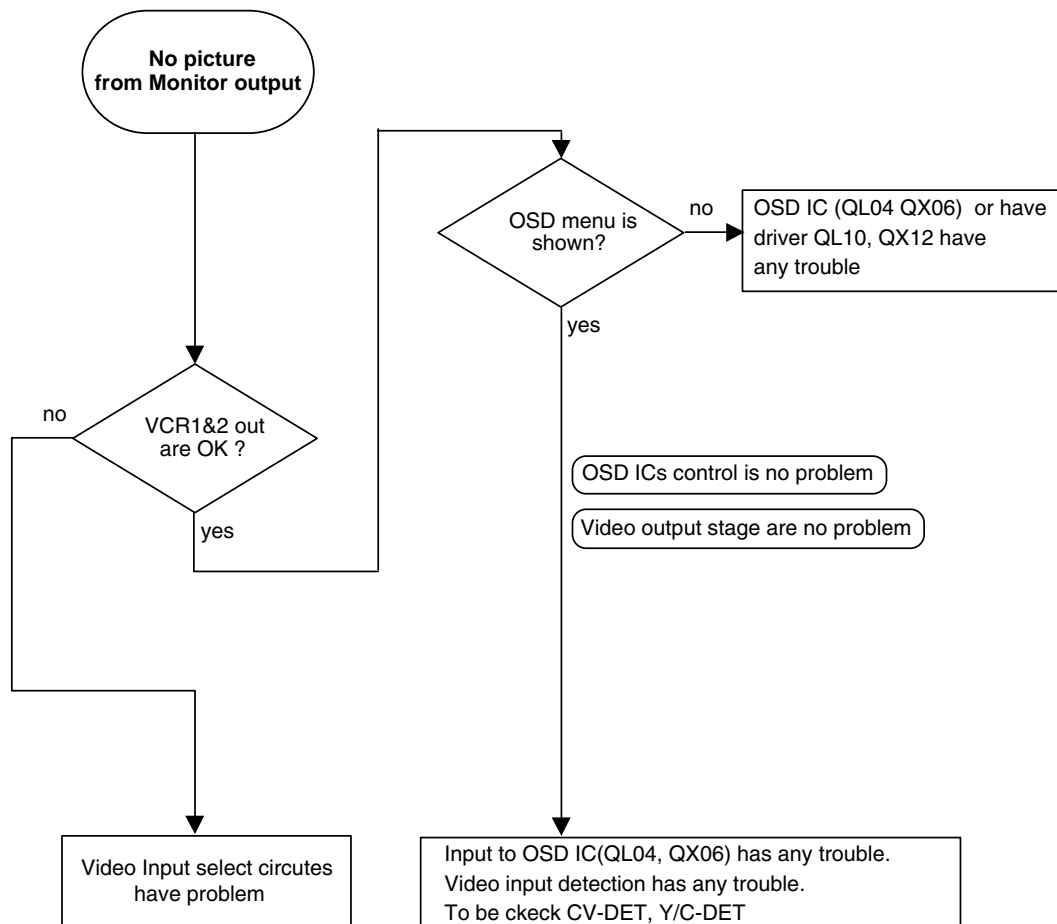 No picture
from Monitor output
OSD menu is
shown?
no
OSD IC (QL04 QX06)  or have
driver QL10, QX12 have
any trouble
yes
no
VCR1&2 out
are OK ?
yes
OSD ICs control is no problem
Video output stage are no problem
Video Input select circutes
have problem
Input to OSD IC(QL04, QX06) has any trouble.
Video input detection has any trouble.
To be ckeck CV-DET, Y/C-DET